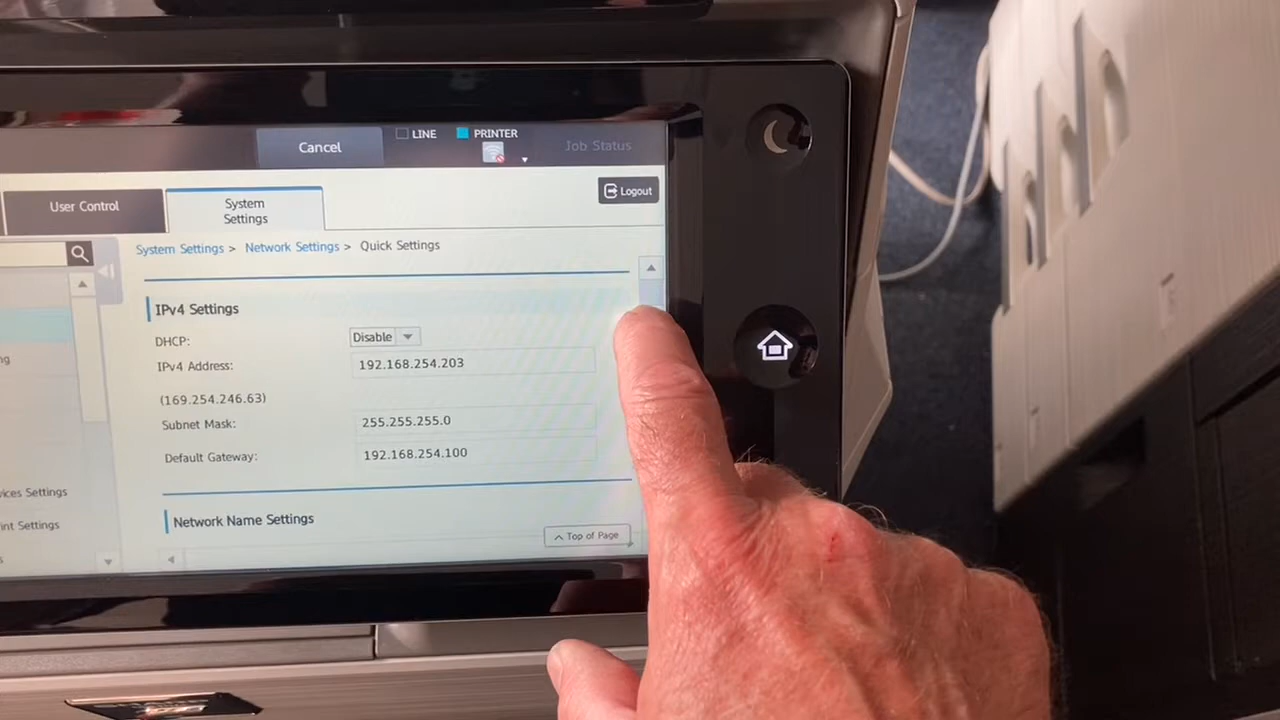 Cancel
LINE
PRINTER
Job Status
User Control
System
Settings
Logout
System Settings > Network Settings > Quick Settings
IPv4 Settings
DHCP:
Disable
IPv4 Address:
192.168.254.203
(169.254.246.63)
Subnet Mask:
255.255.255.0
Default Gateway:
192.168.254.100
Settings
Settings
Network Name Settings
Top of Page